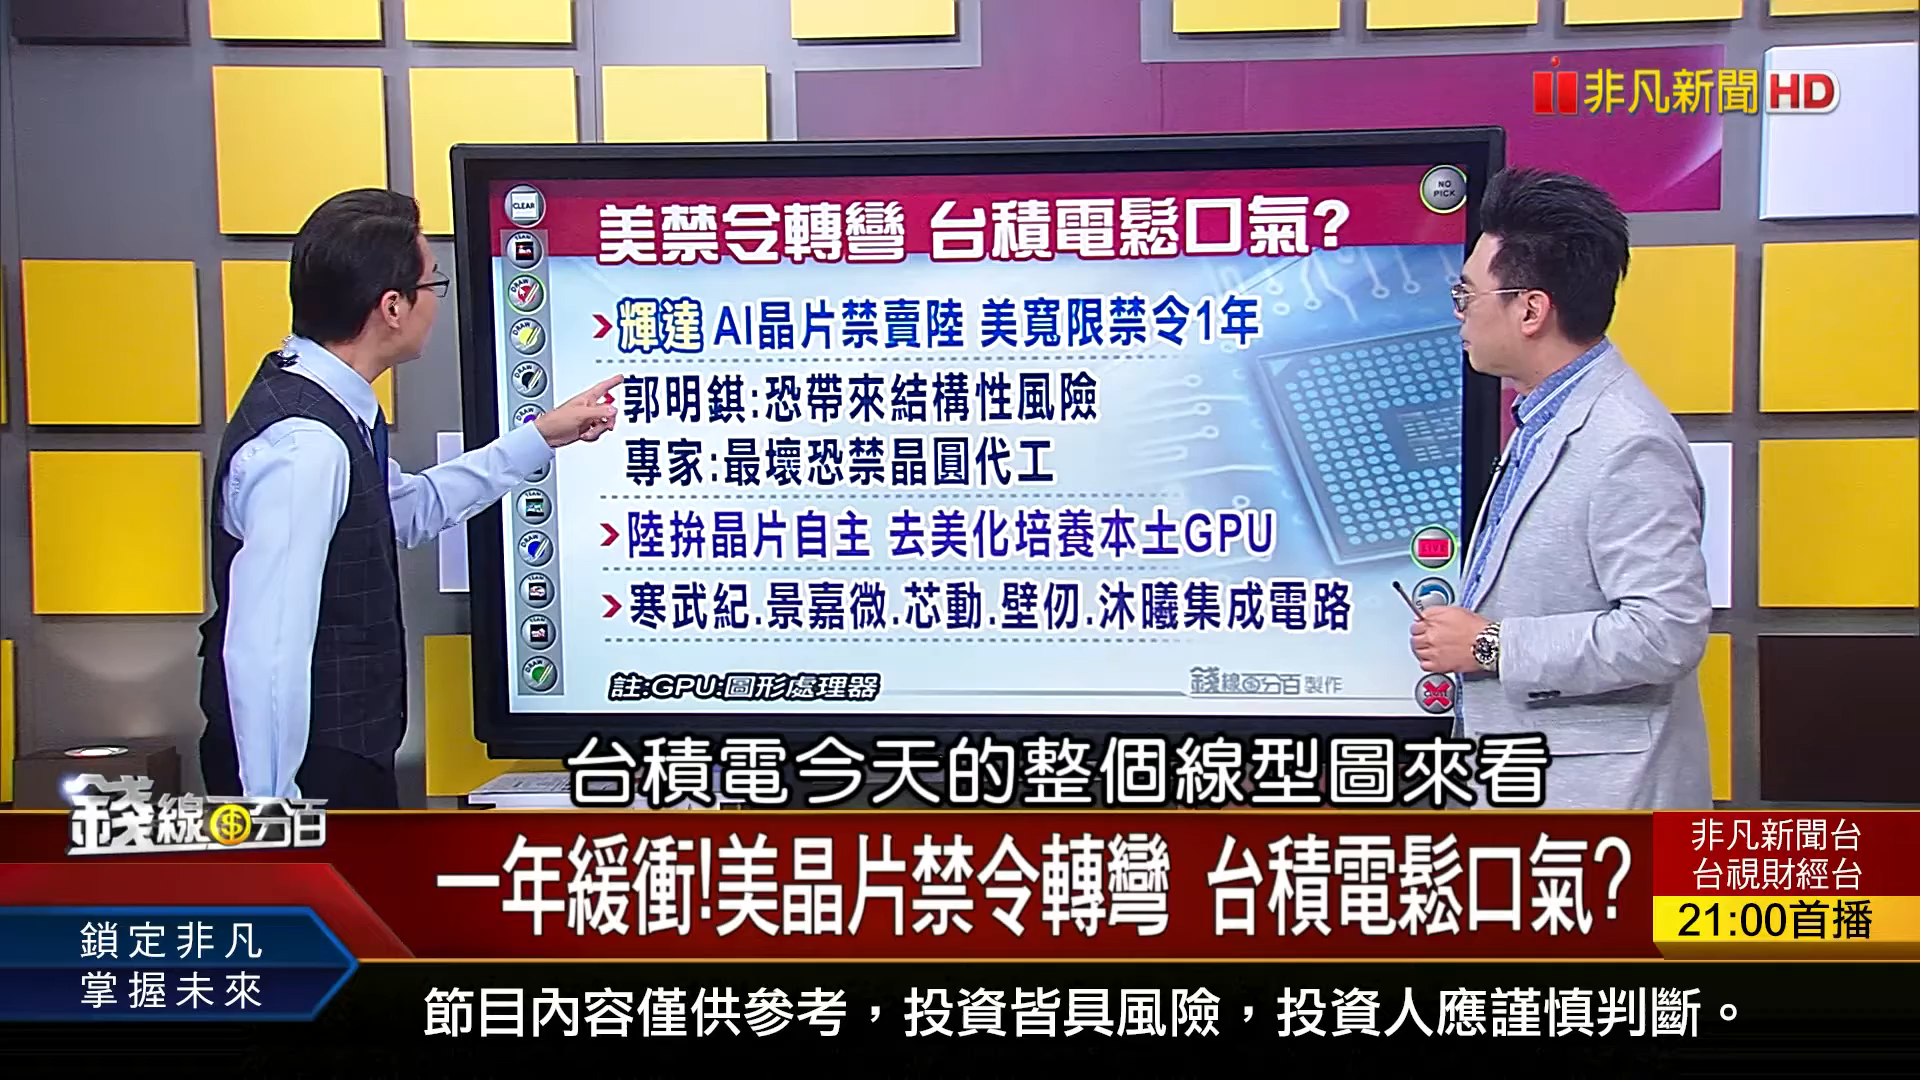 非凡新聞HD
CLEAR
NO PICK
美禁令轉彎 台積電鬆口氣?
輝達 AI晶片禁賣陸 美寬限禁令1年
郭明錤:恐帶來結構性風險
專家:最壞恐禁晶圓代工
陸拚晶片自主 去美化培養本土GPU
寒武紀.景嘉微.芯動.壁仞.沐曦集成電路
註:GPU:圖形處理器
錢線百分百 製作
台積電今天的整個線型圖來看
錢線百分百
一年緩衝!美晶片禁令轉彎 台積電鬆口氣?
非凡新聞台
台視財經台
21:00首播
鎖定非凡
掌握未來
節目內容僅供參考，投資皆具風險，投資人應謹慎判斷。